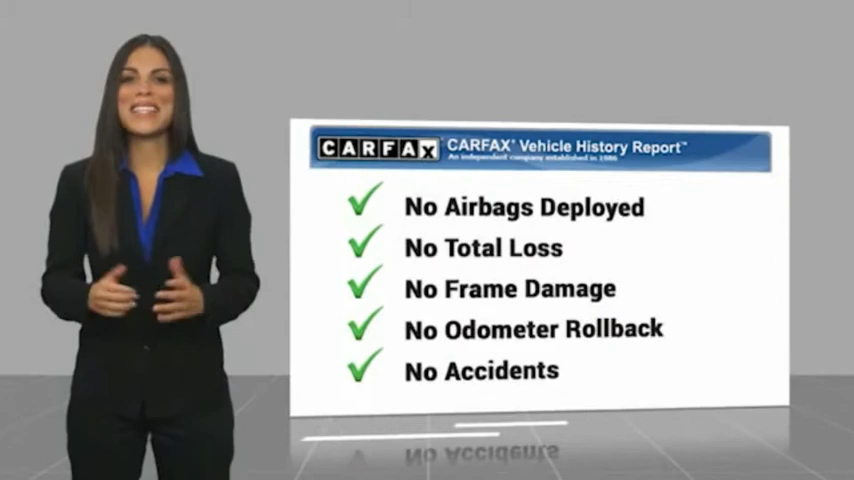 CARFAX CARFAX® Vehicle History Report™
An independent company established in 1986
No Airbags Deployed
No Total Loss
No Frame Damage
No Odometer Rollback
No Accidents
No Accidents